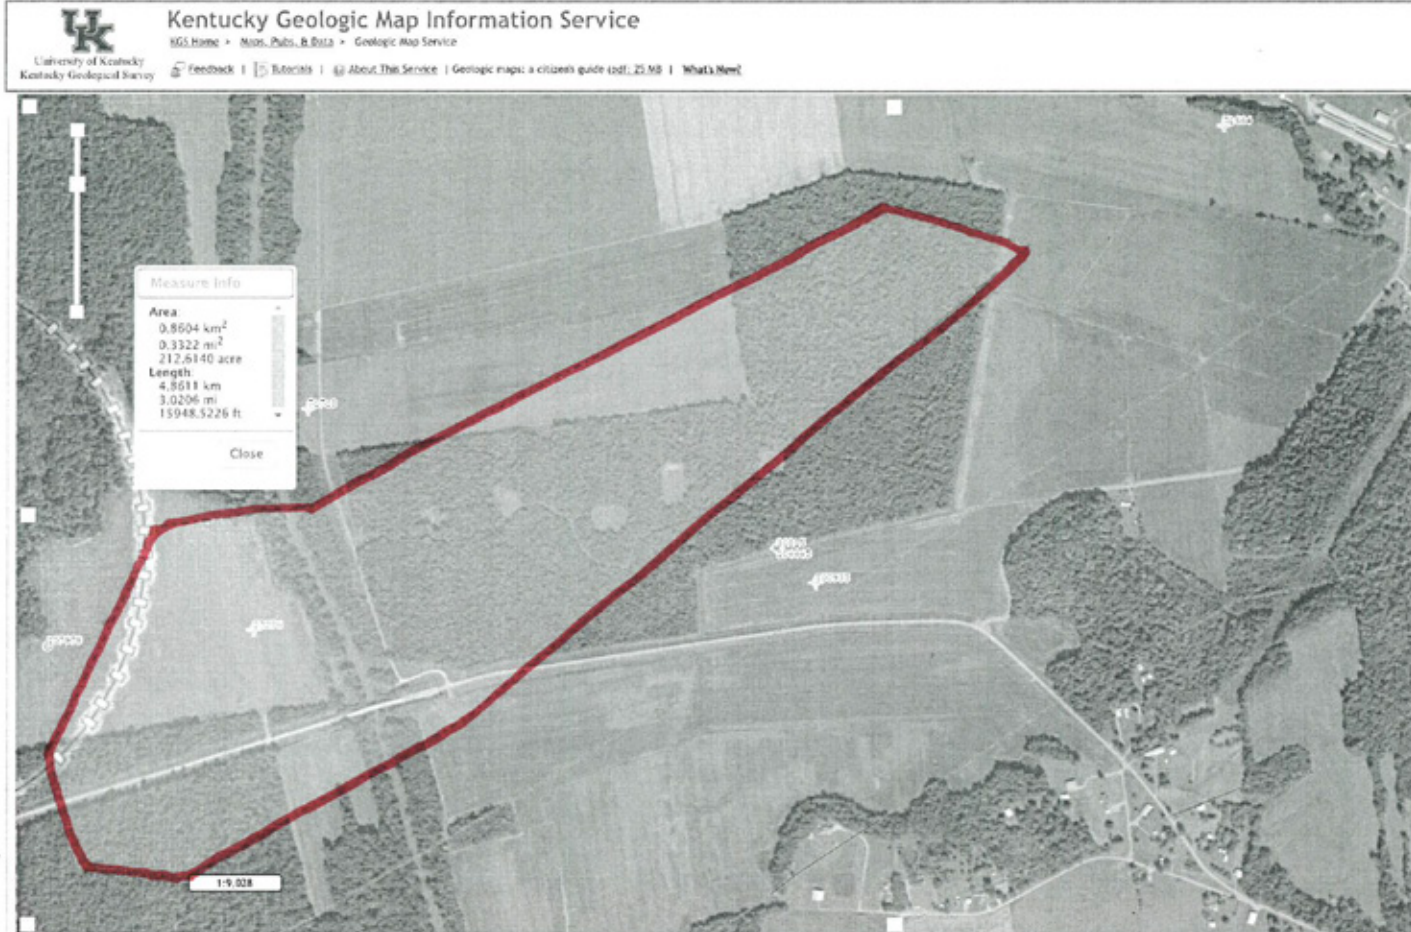 UK
University of Kentucky
Kentucky Geological Survey
Kentucky Geologic Map Information Service
KGS Home > Maps, Pubs, & Data > Geologic Map Service
Feedback | Tutorials | About This Service | Geologic maps: a citizen's guide (pdf: 25 MB) | What's New?
Measure Info
Area:
0.8604 km²
0.3322 mi²
212.6140 acre
Length:
4.8611 km
3.0206 mi
15948.5226 ft
Close
1:9,028